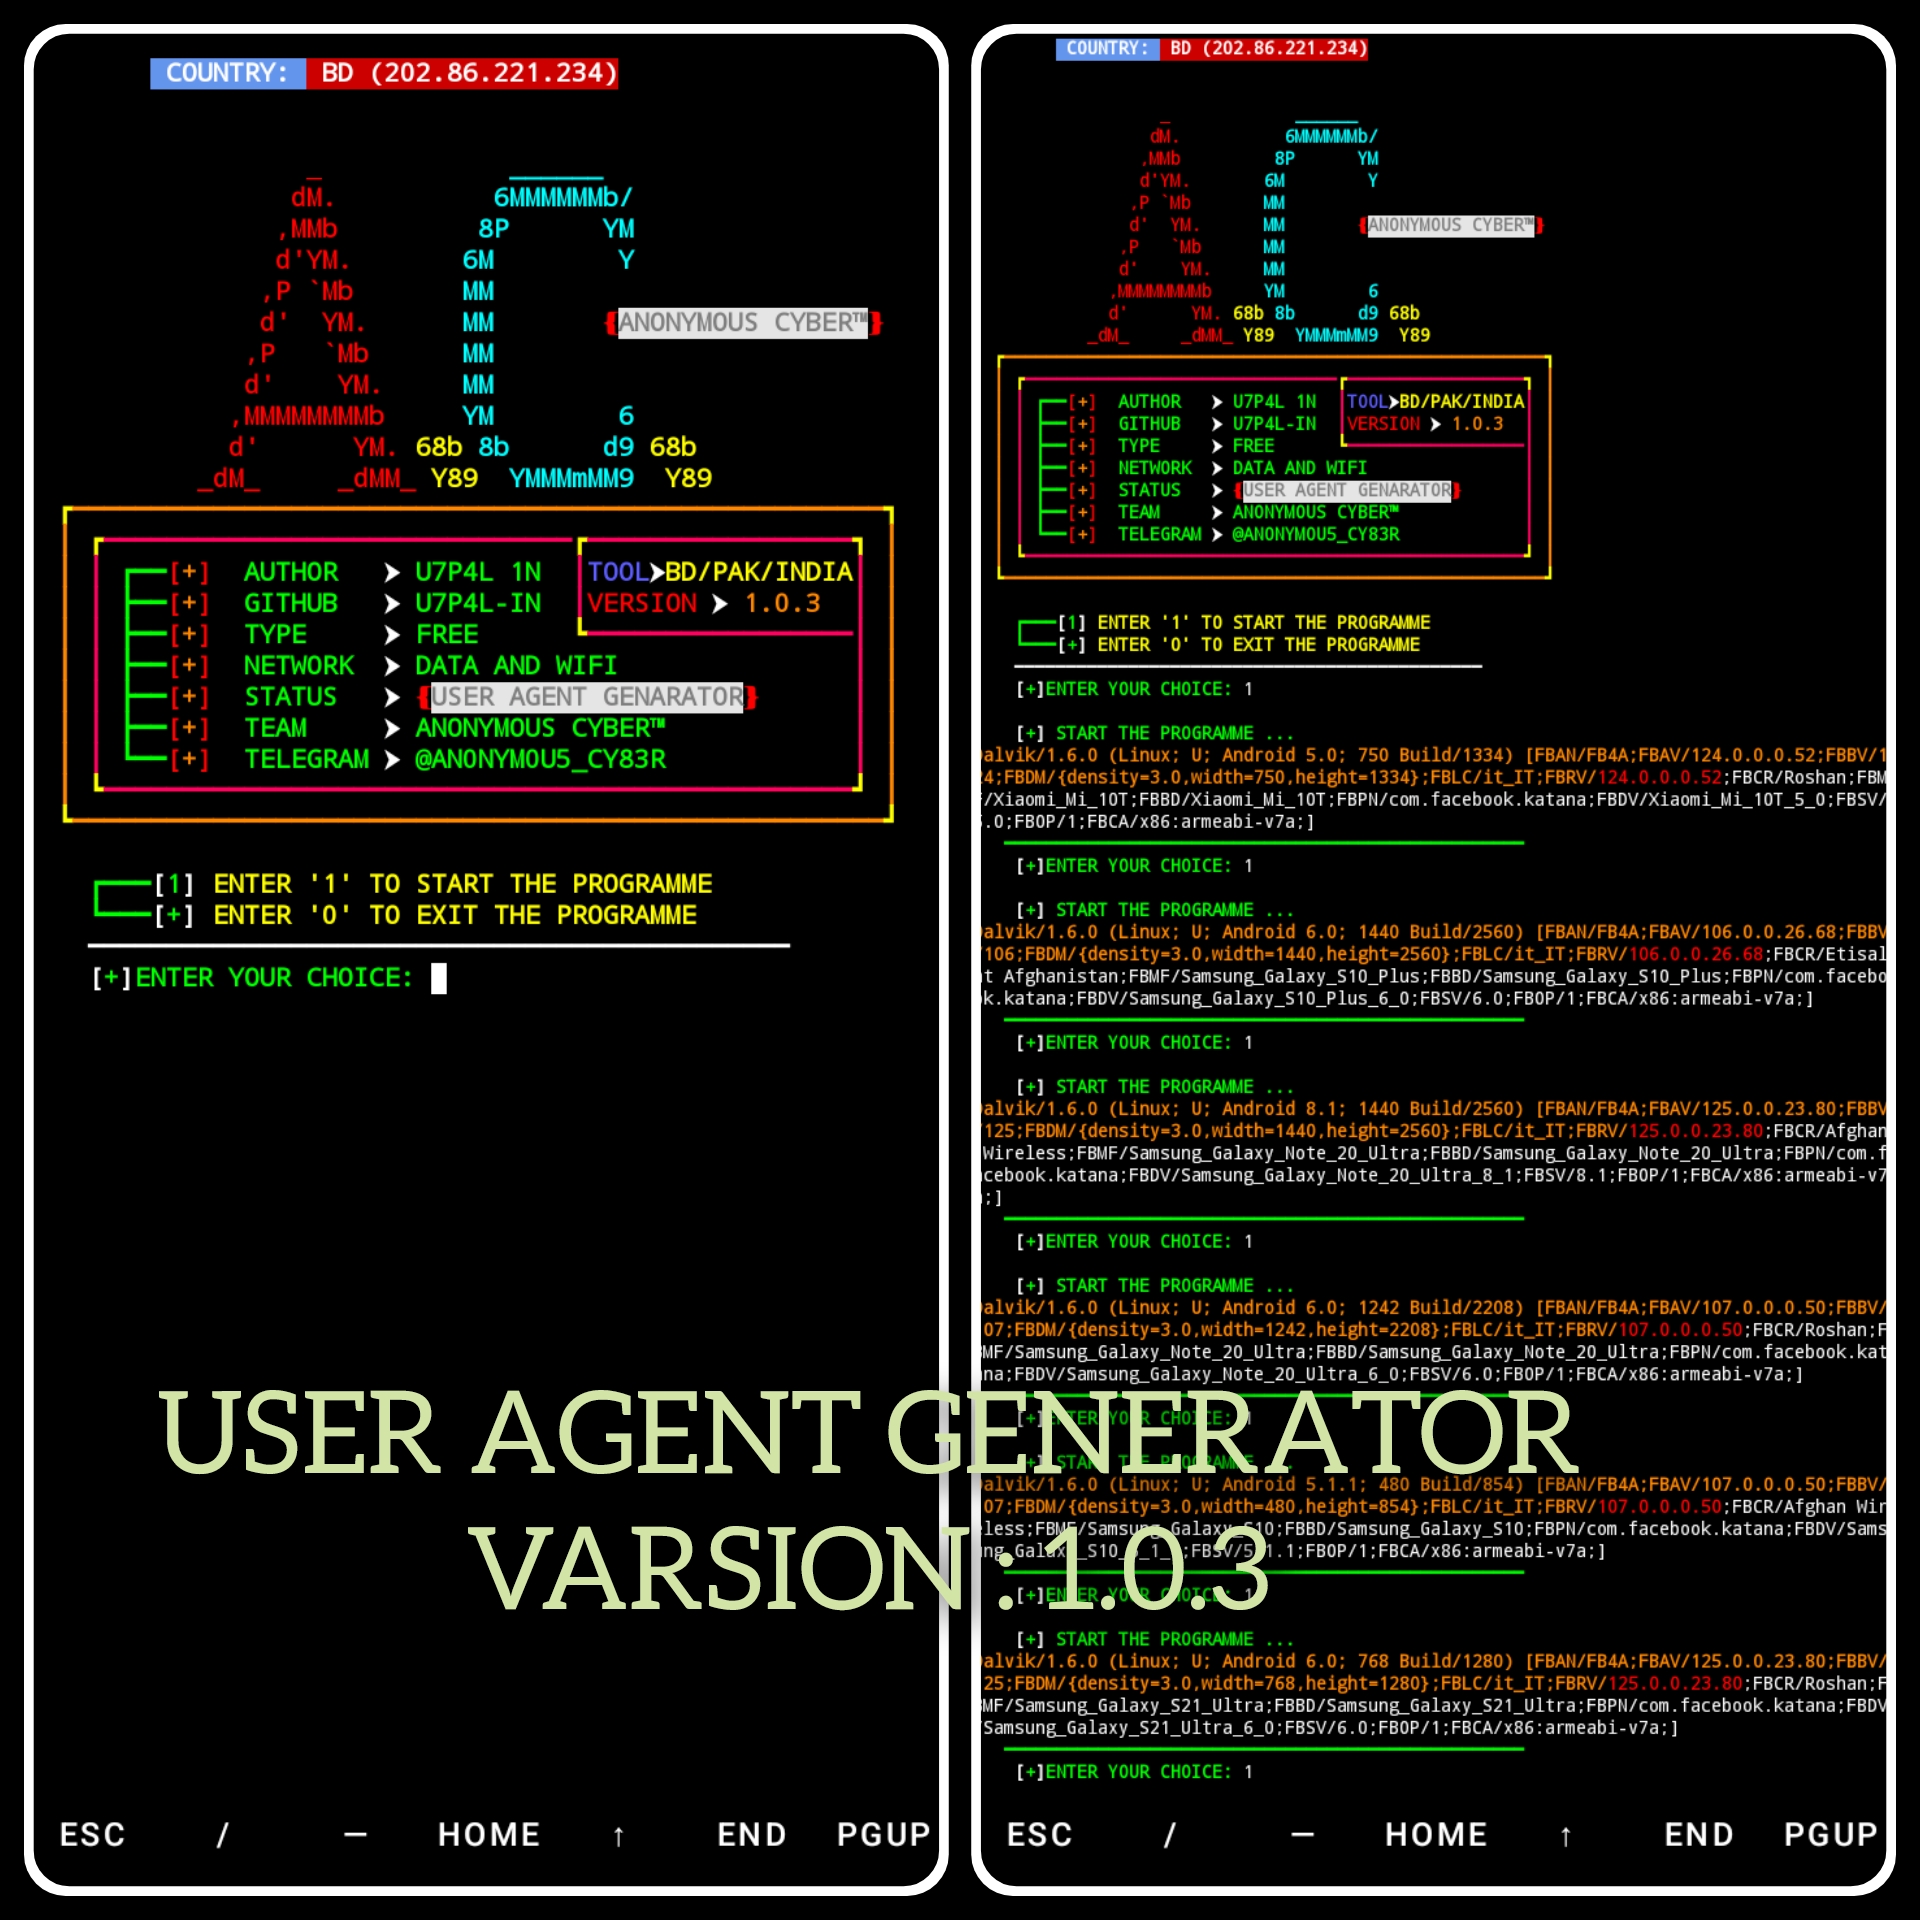 COUNTRY: BD (202.86.221.234)
_ ______
dM. 6MMMMMMb/
,MMb 8P YM
d'YM. 6M Y
,P `Mb MM
d' YM. MM {ANONYMOUS CYBER™}
,P `Mb MM
d' YM. MM
,MMMMMMMMb YM 6
d' YM. 68b 8b d9 68b
_dM_ _dMM_ Y89 YMMMmMM9 Y89
[+] AUTHOR ➤ U7P4L 1N TOOL➤BD/PAK/INDIA
[+] GITHUB ➤ U7P4L-IN VERSION ➤ 1.0.3
[+] TYPE ➤ FREE
[+] NETWORK ➤ DATA AND WIFI
[+] STATUS ➤ {USER AGENT GENARATOR}
[+] TEAM ➤ ANONYMOUS CYBER™
[+] TELEGRAM ➤ @ANONYMOU5_CY83R
[1] ENTER '1' TO START THE PROGRAMME
[+] ENTER '0' TO EXIT THE PROGRAMME
[+]ENTER YOUR CHOICE:
ESC / — HOME ↑ END PGUP
COUNTRY: BD (202.86.221.234)
_ ______
dM. 6MMMMMMb/
,MMb 8P YM
d'YM. 6M Y
,P `Mb MM
d' YM. MM {ANONYMOUS CYBER™}
,P `Mb MM
d' YM. MM
,MMMMMMMMb YM 6
d' YM. 68b 8b d9 68b
_dM_ _dMM_ Y89 YMMMmMM9 Y89
[+] AUTHOR ➤ U7P4L 1N TOOL➤BD/PAK/INDIA
[+] GITHUB ➤ U7P4L-IN VERSION ➤ 1.0.3
[+] TYPE ➤ FREE
[+] NETWORK ➤ DATA AND WIFI
[+] STATUS ➤ {USER AGENT GENARATOR}
[+] TEAM ➤ ANONYMOUS CYBER™
[+] TELEGRAM ➤ @ANONYMOU5_CY83R
[1] ENTER '1' TO START THE PROGRAMME
[+] ENTER '0' TO EXIT THE PROGRAMME
[+]ENTER YOUR CHOICE: 1
[+] START THE PROGRAMME ...
alvik/1.6.0 (Linux; U; Android 5.0; 750 Build/1334) [FBAN/FB4A;FBAV/124.0.0.0.52;FBBV/1
24;FBDM/{density=3.0,width=750,height=1334};FBLC/it_IT;FBRV/124.0.0.0.52;FBCR/Roshan;FBM
/Xiaomi_Mi_10T;FBBD/Xiaomi_Mi_10T;FBPN/com.facebook.katana;FBDV/Xiaomi_Mi_10T_5_0;FBSV/
.0;FBOP/1;FBCA/x86:armeabi-v7a;]
[+]ENTER YOUR CHOICE: 1
[+] START THE PROGRAMME ...
alvik/1.6.0 (Linux; U; Android 6.0; 1440 Build/2560) [FBAN/FB4A;FBAV/106.0.0.26.68;FBBV
/106;FBDM/{density=3.0,width=1440,height=2560};FBLC/it_IT;FBRV/106.0.0.26.68;FBCR/Etisal
t Afghanistan;FBMF/Samsung_Galaxy_S10_Plus;FBBD/Samsung_Galaxy_S10_Plus;FBPN/com.facebo
k.katana;FBDV/Samsung_Galaxy_S10_Plus_6_0;FBSV/6.0;FBOP/1;FBCA/x86:armeabi-v7a;]
[+]ENTER YOUR CHOICE: 1
[+] START THE PROGRAMME ...
alvik/1.6.0 (Linux; U; Android 8.1; 1440 Build/2560) [FBAN/FB4A;FBAV/125.0.0.23.80;FBBV
/125;FBDM/{density=3.0,width=1440,height=2560};FBLC/it_IT;FBRV/125.0.0.23.80;FBCR/Afghan
Wireless;FBMF/Samsung_Galaxy_Note_20_Ultra;FBBD/Samsung_Galaxy_Note_20_Ultra;FBPN/com.f
cebook.katana;FBDV/Samsung_Galaxy_Note_20_Ultra_8_1;FBSV/8.1;FBOP/1;FBCA/x86:armeabi-v7
;]
[+]ENTER YOUR CHOICE: 1
[+] START THE PROGRAMME ...
alvik/1.6.0 (Linux; U; Android 6.0; 1242 Build/2208) [FBAN/FB4A;FBAV/107.0.0.0.50;FBBV/
07;FBDM/{density=3.0,width=1242,height=2208};FBLC/it_IT;FBRV/107.0.0.0.50;FBCR/Roshan;F
MF/Samsung_Galaxy_Note_20_Ultra;FBBD/Samsung_Galaxy_Note_20_Ultra;FBPN/com.facebook.kat
na;FBDV/Samsung_Galaxy_Note_20_Ultra_6_0;FBSV/6.0;FBOP/1;FBCA/x86:armeabi-v7a;]
[+]ENTER YOUR CHOICE: 1
USER AGENT GENERATOR
[+] START THE PROGRAMME ...
alvik/1.6.0 (Linux; U; Android 5.1.1; 480 Build/854) [FBAN/FB4A;FBAV/107.0.0.0.50;FBBV/
07;FBDM/{density=3.0,width=480,height=854};FBLC/it_IT;FBRV/107.0.0.0.50;FBCR/Afghan Wir
less;FBMF/Samsung_Galaxy_S10;FBBD/Samsung_Galaxy_S10;FBPN/com.facebook.katana;FBDV/Sams
ng_Galaxy_S10_5_1_1;FBSV/5.1.1;FBOP/1;FBCA/x86:armeabi-v7a;]
VARSION : 1.0.3
[+]ENTER YOUR CHOICE: 1
[+] START THE PROGRAMME ...
alvik/1.6.0 (Linux; U; Android 6.0; 768 Build/1280) [FBAN/FB4A;FBAV/125.0.0.23.80;FBBV/
25;FBDM/{density=3.0,width=768,height=1280};FBLC/it_IT;FBRV/125.0.0.23.80;FBCR/Roshan;F
MF/Samsung_Galaxy_S21_Ultra;FBBD/Samsung_Galaxy_S21_Ultra;FBPN/com.facebook.katana;FBDV
/Samsung_Galaxy_S21_Ultra_6_0;FBSV/6.0;FBOP/1;FBCA/x86:armeabi-v7a;]
[+]ENTER YOUR CHOICE: 1
ESC / — HOME ↑ END PGUP